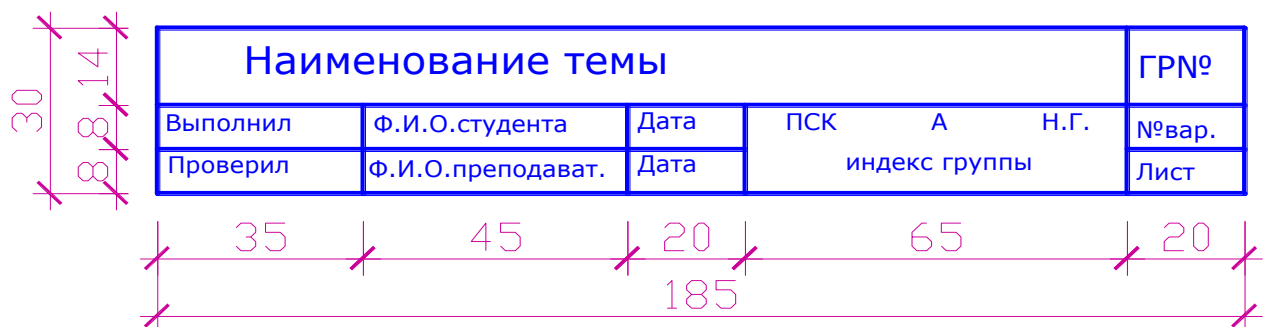 Наименование темы ГРNº
Выполнил Ф.И.О.студента Дата ПСК А Н.Г. Nºвар.
Проверил Ф.И.О.преподават. Дата индекс группы Лист
30 14 8 8
35 45 20 65 20
185